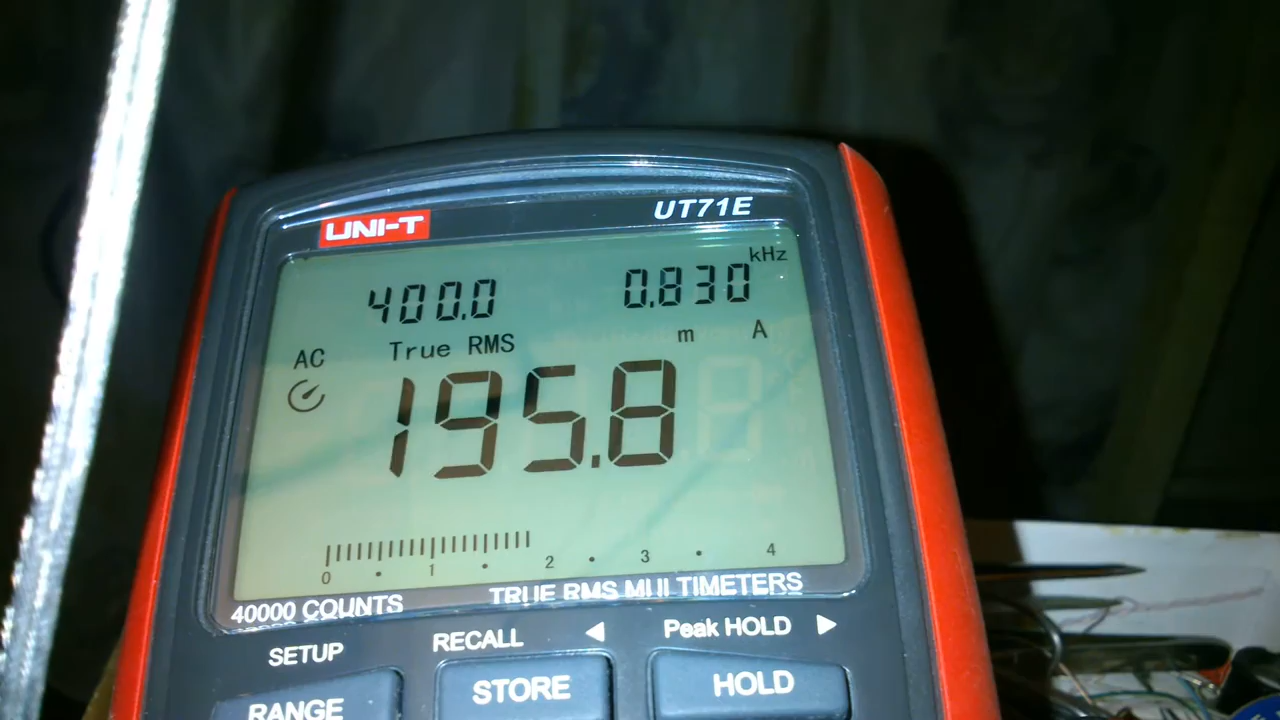 UNI-T UT71E
400.0 0.830 kHz
AC True RMS m A
195.8
0 1 2 3 4
40000 COUNTS TRUE RMS MULTIMETERS
SETUP RECALL ◀ Peak HOLD ▶
RANGE STORE HOLD